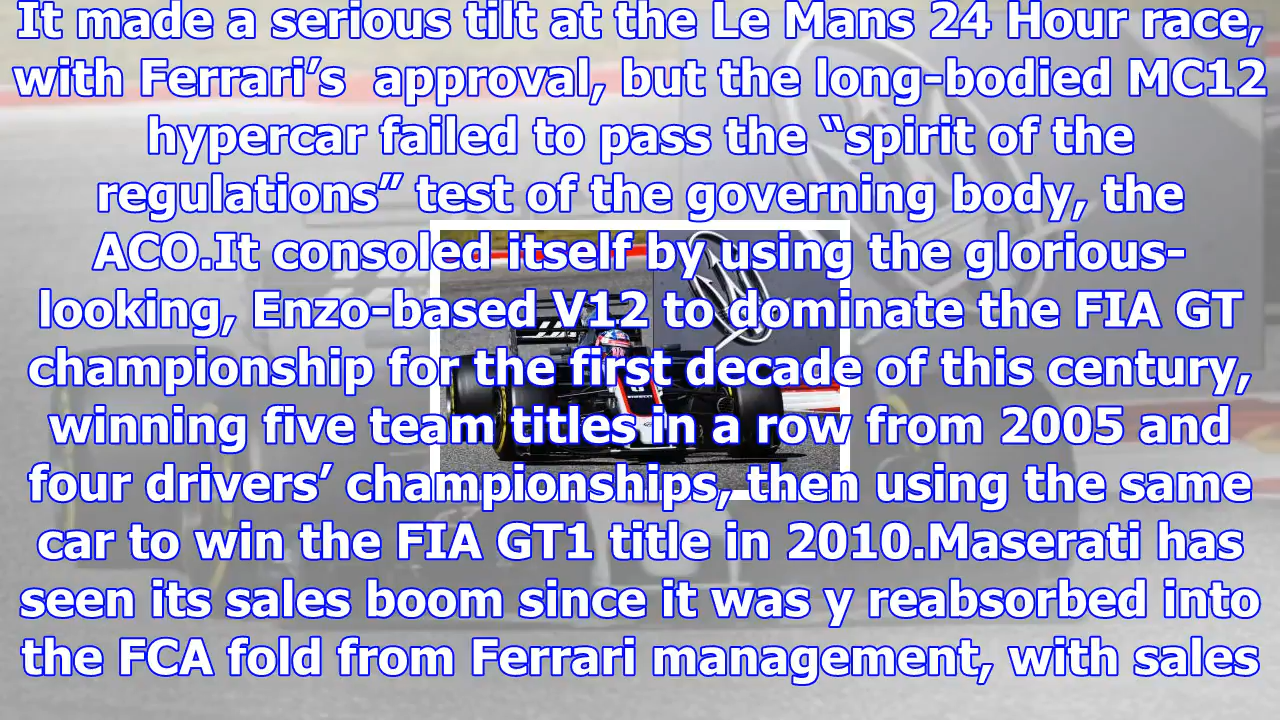 It made a serious tilt at the Le Mans 24 Hour race,
with Ferrari’s  approval, but the long-bodied MC12
hypercar failed to pass the “spirit of the
regulations” test of the governing body, the
ACO.It consoled itself by using the glorious-
looking, Enzo-based V12 to dominate the FIA GT
championship for the first decade of this century,
winning five team titles in a row from 2005 and
four drivers’ championships, then using the same
car to win the FIA GT1 title in 2010.Maserati has
seen its sales boom since it was y reabsorbed into
the FCA fold from Ferrari management, with sales